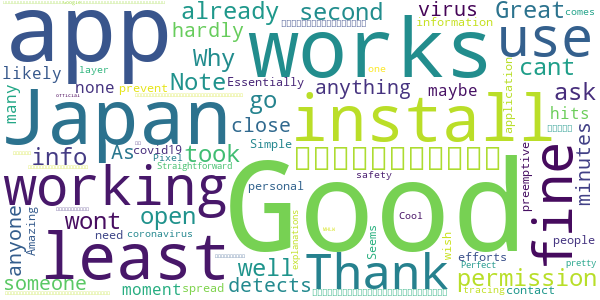 app
Japan
works
use
install
Good
working
least
fine
Thank
already
second
virus
Great
hardly
Why
information
comes
likely
layer
Essentially
cant
Note
anything
many
none
prevent
one
official
go
maybe
ask
application
close
Simple
hits
minutes
As
covid19
took
info
Pixel
Straightforward
preemptive
personal
safety
wont
open
Cool
anyone
Amazing
need
coronavirus
well
explanations
Seems
wish
efforts
people
Perfect
pretty
someone
moment
spread
detects
permission
tracing
contact